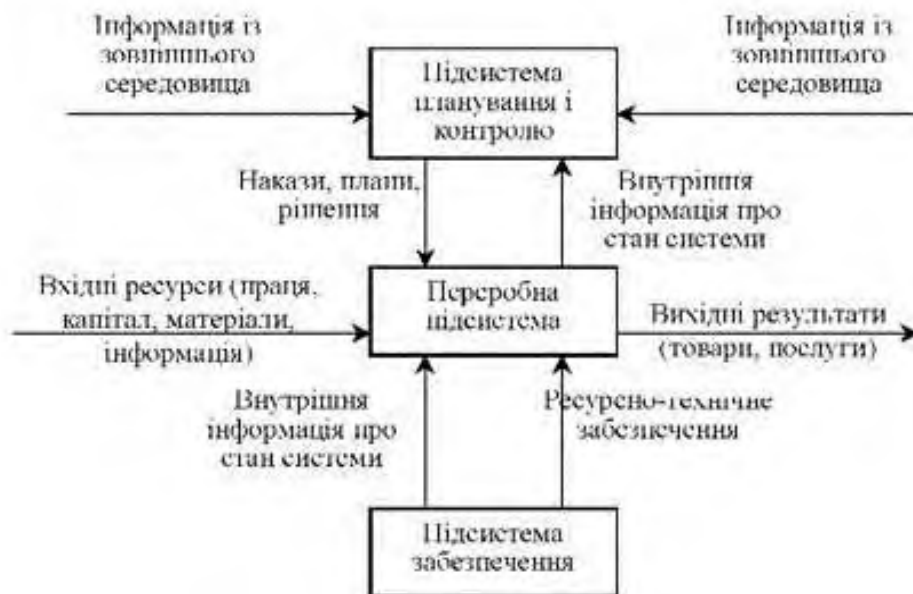 Інформація із
зовнішнього
середовища
Підсистема
планування і
контролю
Інформація із
зовнішнього
середовища
Накази, плани,
рішення
Внутрішня
інформація про
стан системи
Вхідні ресурси (праця,
капітал, матеріали,
інформація)
Переробна
підсистема
Вихідні результати
(товари, послуги)
Внутрішня
інформація про
стан системи
Ресурсно-технічне
забезпечення
Підсистема
забезпечення